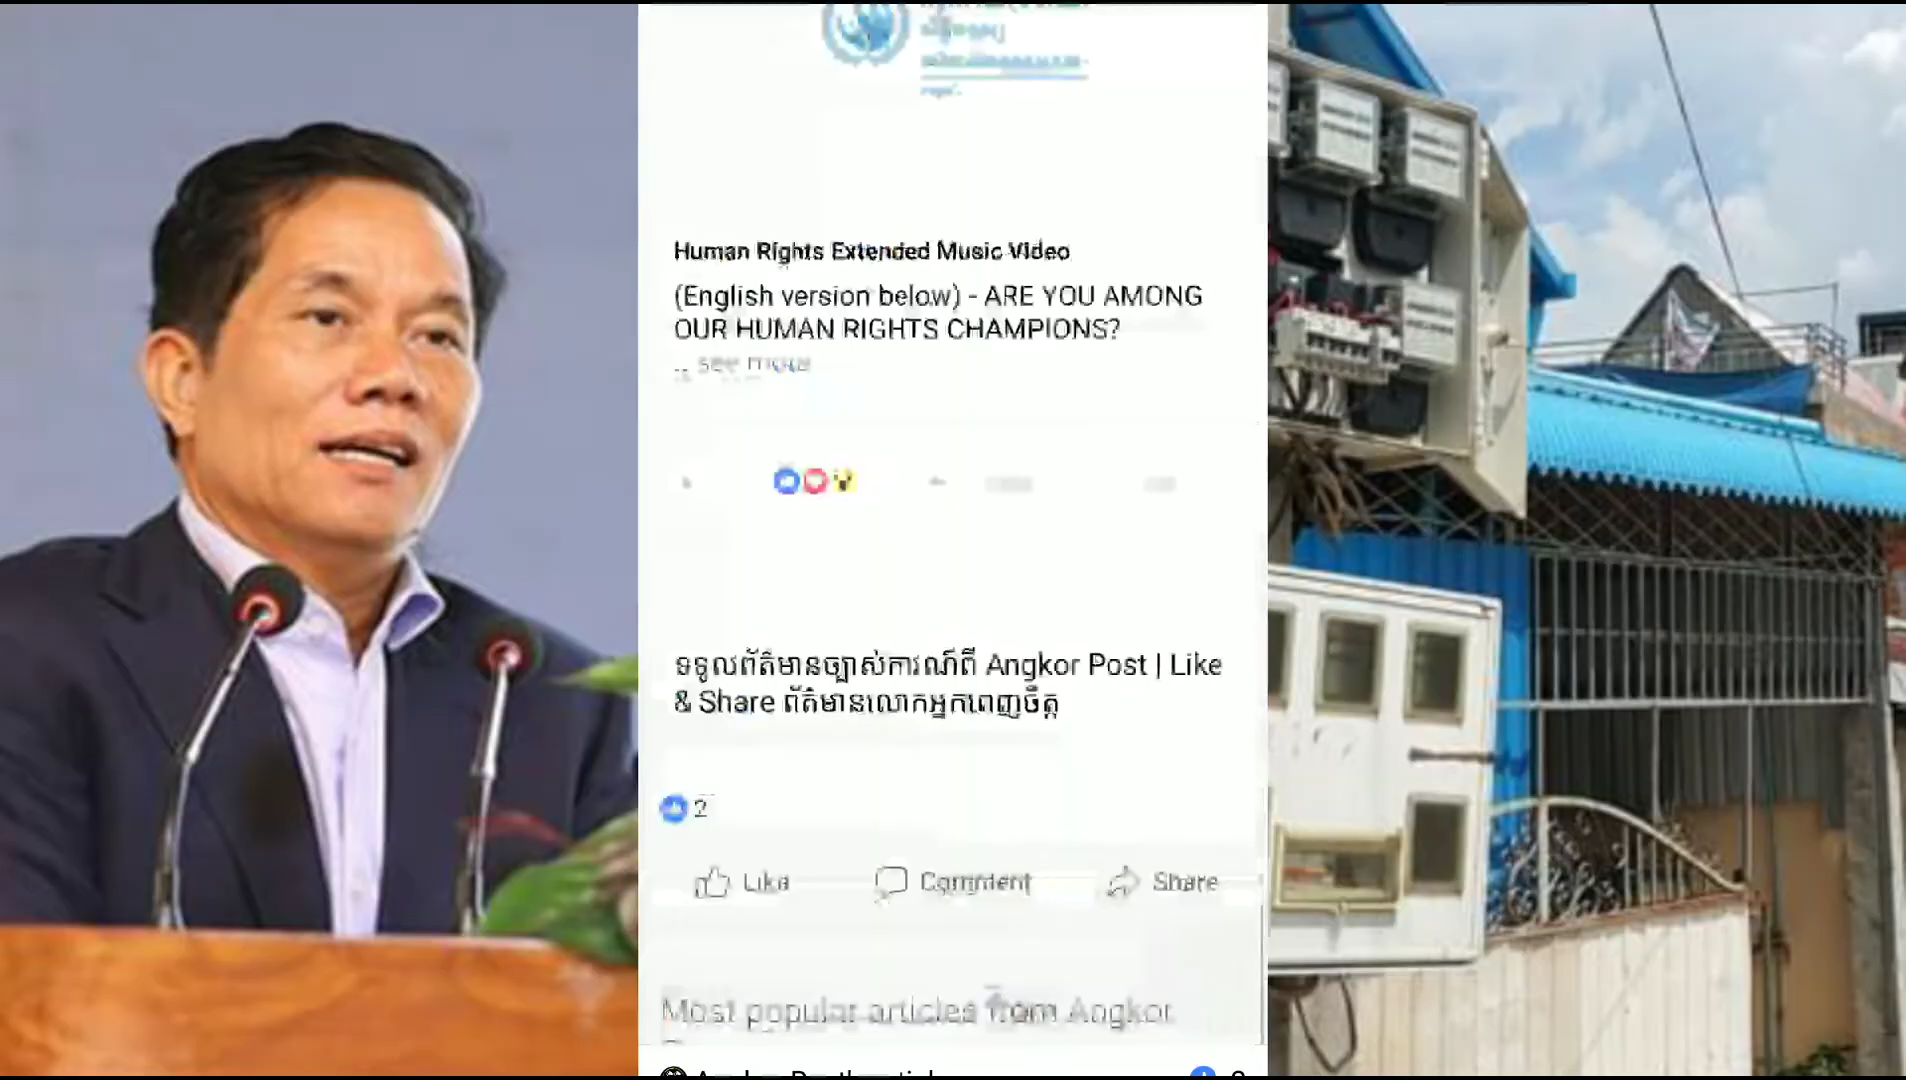 Human Rights Extended Music Video
(English version below) - ARE YOU AMONG
OUR HUMAN RIGHTS CHAMPIONS?
... see more
ទទួលព័ត៌មានច្បាស់ការណ៍ពី Angkor Post | Like
& Share ព័ត៌មានលោកអ្នកពេញចិត្ត
2
Like Comment Share
Most popular articles from Angkor